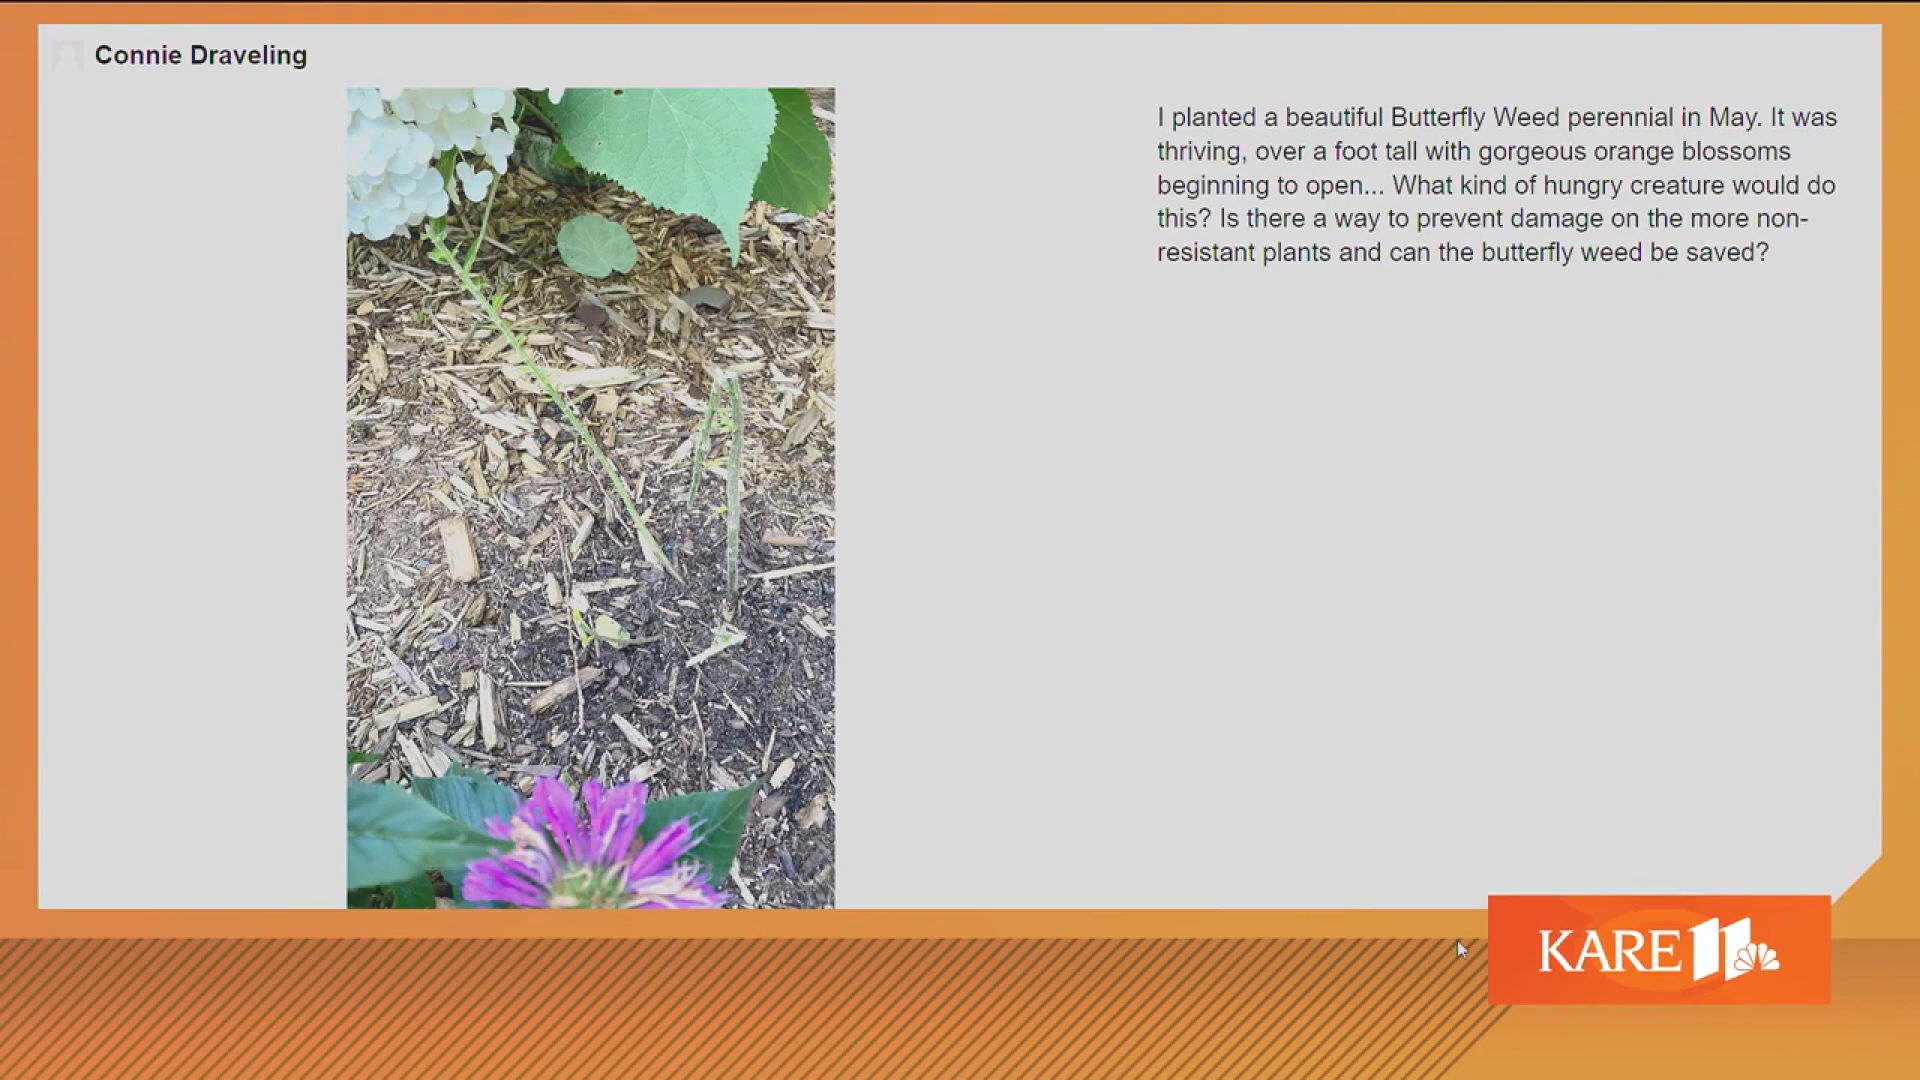 Connie Draveling
I planted a beautiful Butterfly Weed perennial in May. It was
thriving, over a foot tall with gorgeous orange blossoms
beginning to open... What kind of hungry creature would do
this? Is there a way to prevent damage on the more non-
resistant plants and can the butterfly weed be saved?
KARE 11